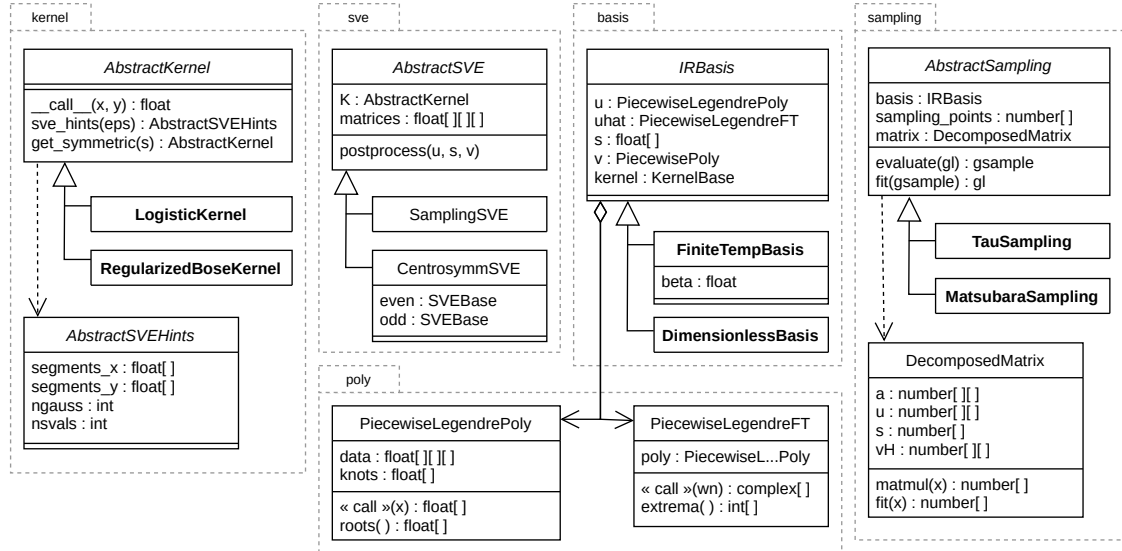 kernel
AbstractKernel
__call__(x, y) : float
sve_hints(eps) : AbstractSVEHints
get_symmetric(s) : AbstractKernel
LogisticKernel
RegularizedBoseKernel
AbstractSVEHints
segments_x : float[ ]
segments_y : float[ ]
ngauss : int
nsvals : int
sve
AbstractSVE
K : AbstractKernel
matrices : float[ ][ ][ ]
postprocess(u, s, v)
SamplingSVE
CentrosymmSVE
even : SVEBase
odd : SVEBase
basis
IRBasis
u : PiecewiseLegendrePoly
uhat : PiecewiseLegendreFT
s : float[ ]
v : PiecewisePoly
kernel : KernelBase
FiniteTempBasis
beta : float
DimensionlessBasis
poly
PiecewiseLegendrePoly
data : float[ ][ ][ ]
knots : float[ ]
« call »(x) : float[ ]
roots( ) : float[ ]
PiecewiseLegendreFT
poly : PiecewiseL...Poly
« call »(wn) : complex[ ]
extrema( ) : int[ ]
sampling
AbstractSampling
basis : IRBasis
sampling_points : number[ ]
matrix : DecomposedMatrix
evaluate(gl) : gsample
fit(gsample) : gl
TauSampling
MatsubaraSampling
DecomposedMatrix
a : number[ ][ ]
u : number[ ][ ]
s : number[ ]
vH : number[ ][ ]
matmul(x) : number[ ]
fit(x) : number[ ]